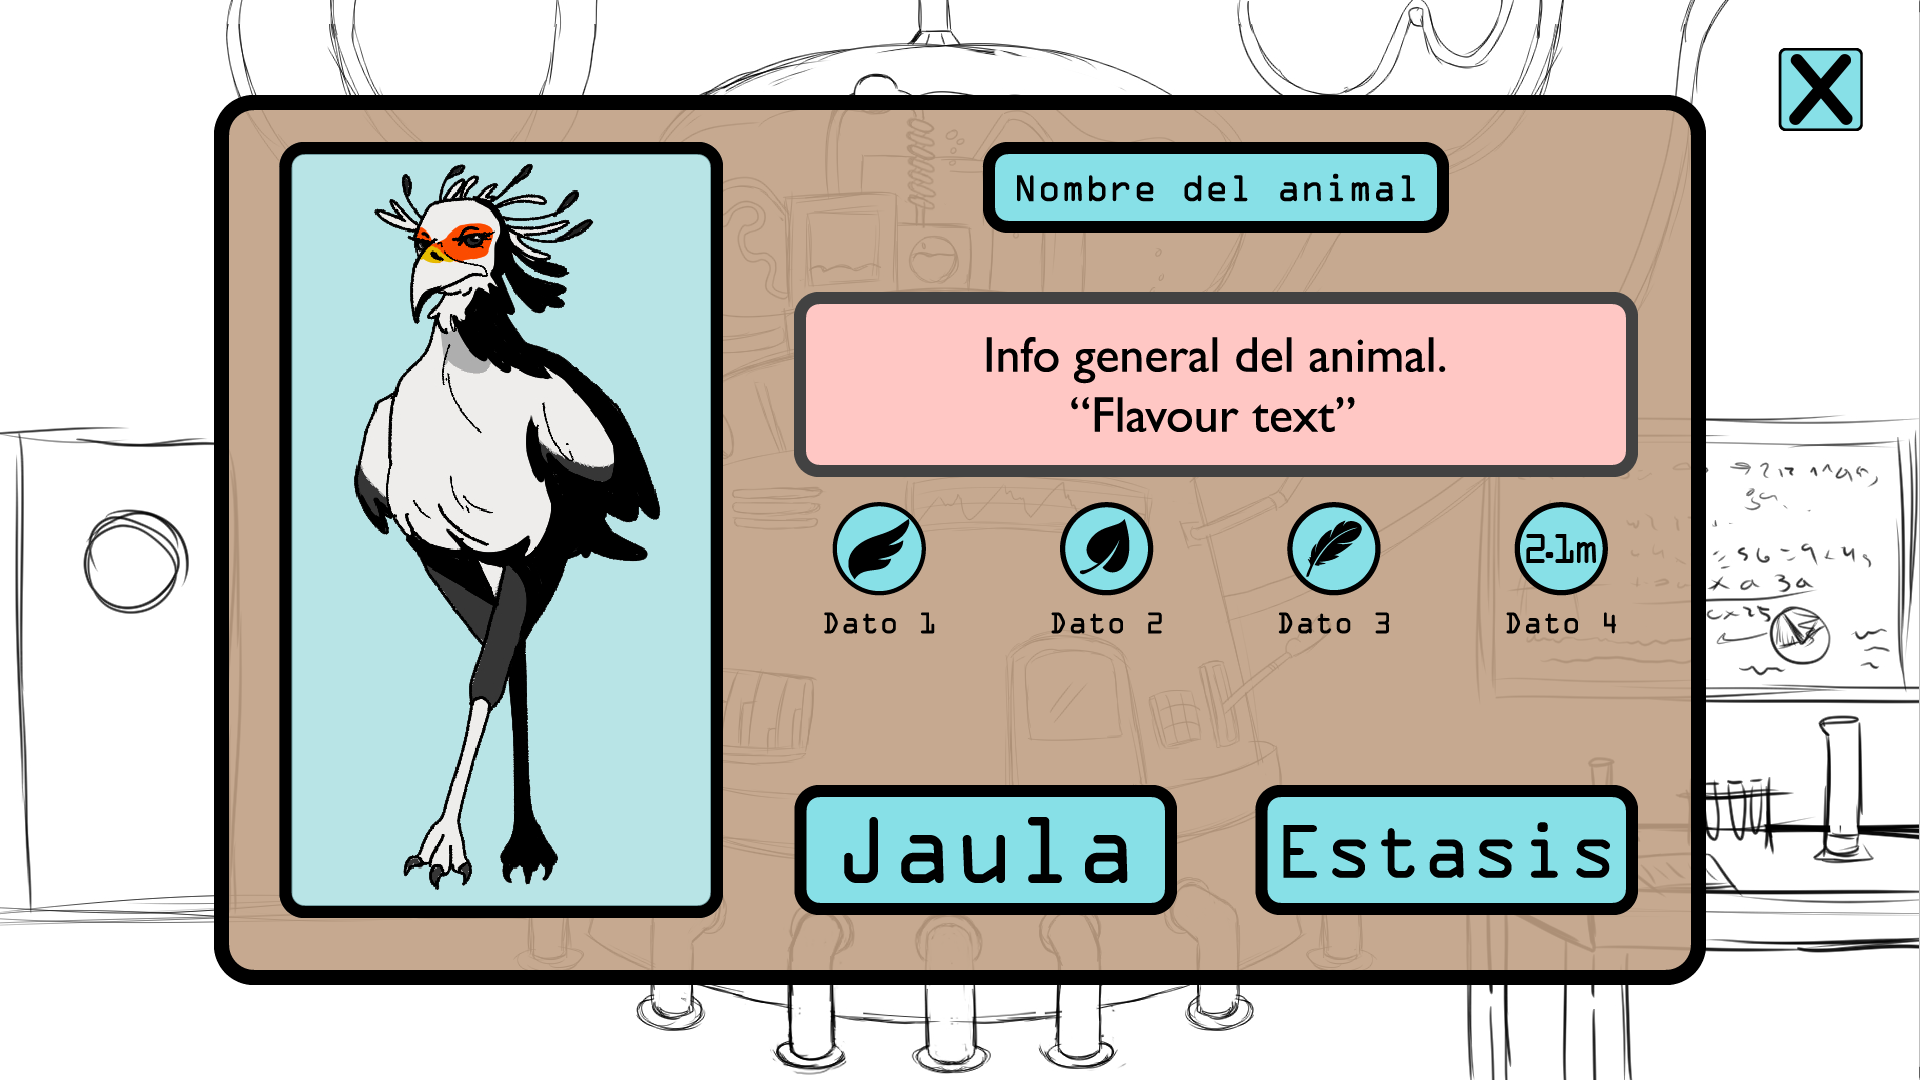 X
Nombre del animal
Info general del animal.
“Flavour text”
2.1m
Dato 1
Dato 2
Dato 3
Dato 4
Jaula
Estasis